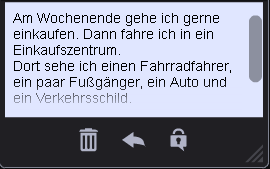 Am Wochenende gehe ich gerne
einkaufen. Dann fahre ich in ein
Einkaufszentrum.
Dort sehe ich einen Fahrradfahrer,
ein paar Fußgänger, ein Auto und
ein Verkehrsschild.